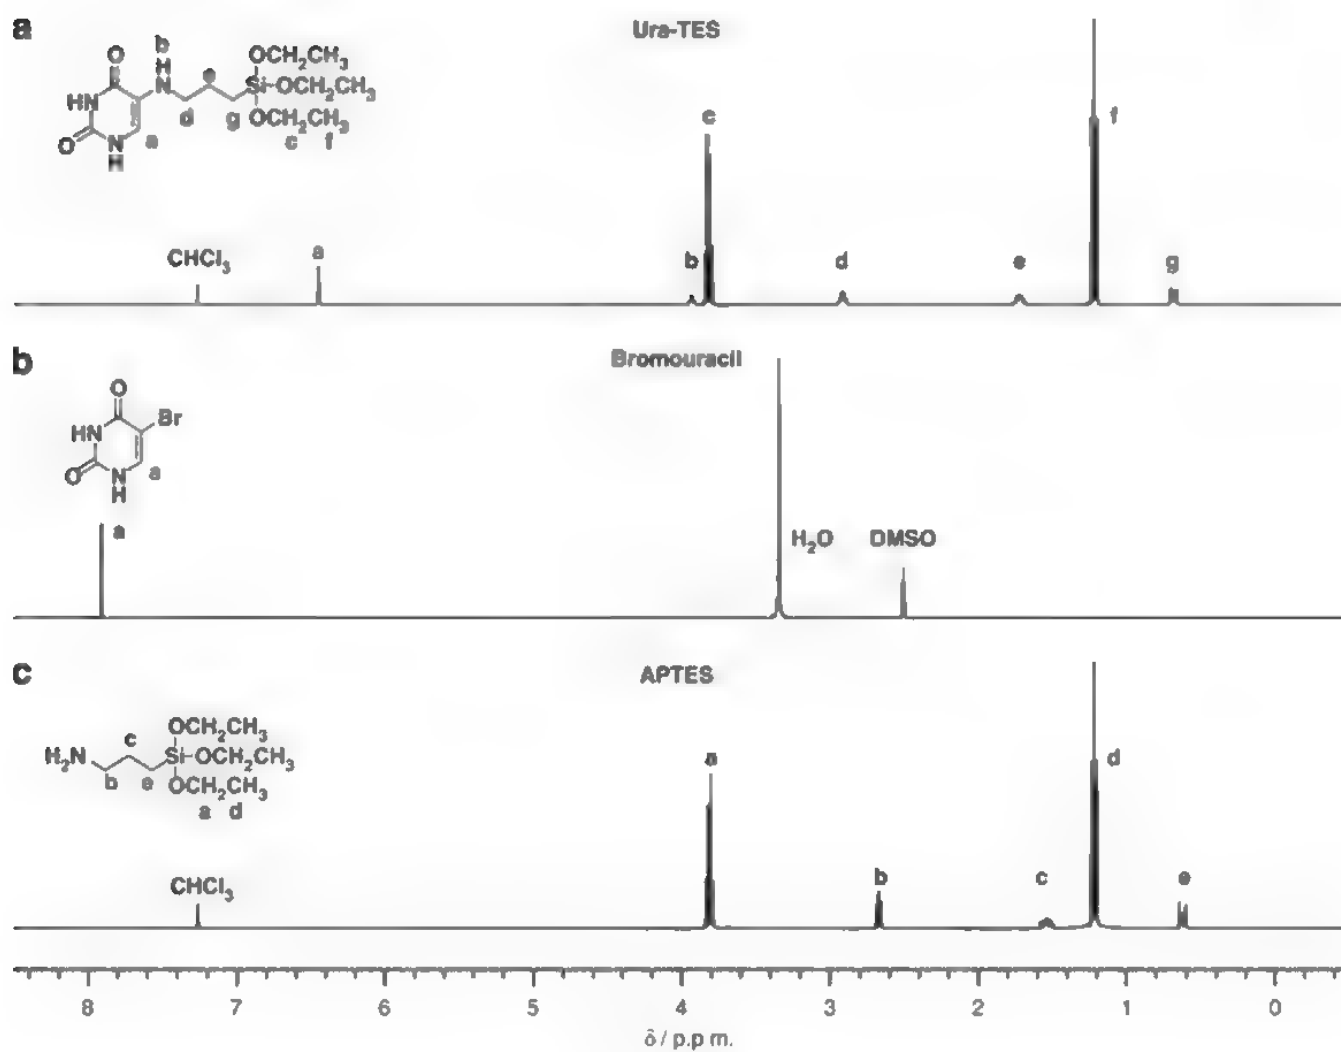 a
Ura-TES
b
O
H
N
e
OCH2CH3
Si
OCH2CH3
OCH2CH3
HN
O
N
H
a
d
g
c
f
c
f
CHCl3
a
b
d
e
g
b
Bromouracil
O
Br
HN
O
N
H
a
a
H2O
DMSO
c
APTES
OCH2CH3
c
H2N
Si
OCH2CH3
OCH2CH3
b
e
a
d
a
d
CHCl3
b
c
e
8 7 6 5 4 3 2 1 0
δ / p.p m.